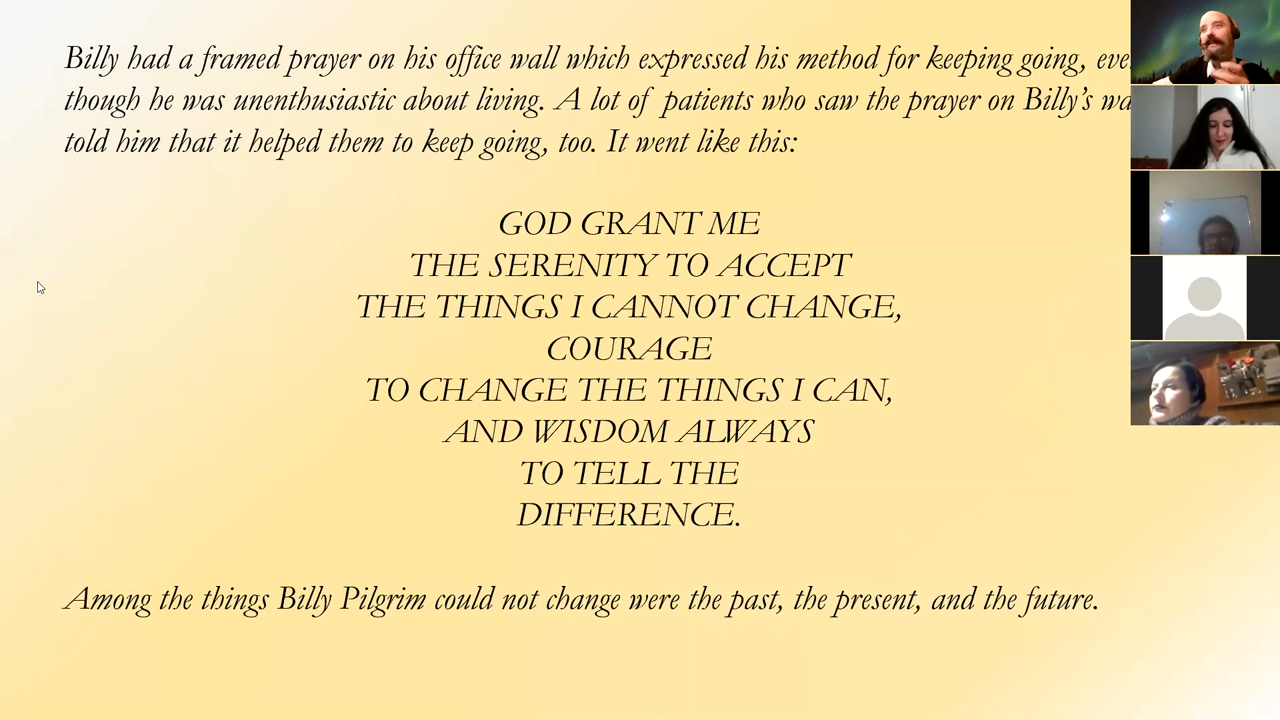 Billy had a framed prayer on his office wall which expressed his method for keeping going, eve
though he was unenthusiastic about living. A lot of patients who saw the prayer on Billy’s wa
told him that it helped them to keep going, too. It went like this:
GOD GRANT ME
THE SERENITY TO ACCEPT
THE THINGS I CANNOT CHANGE,
COURAGE
TO CHANGE THE THINGS I CAN,
AND WISDOM ALWAYS
TO TELL THE
DIFFERENCE.
Among the things Billy Pilgrim could not change were the past, the present, and the future.